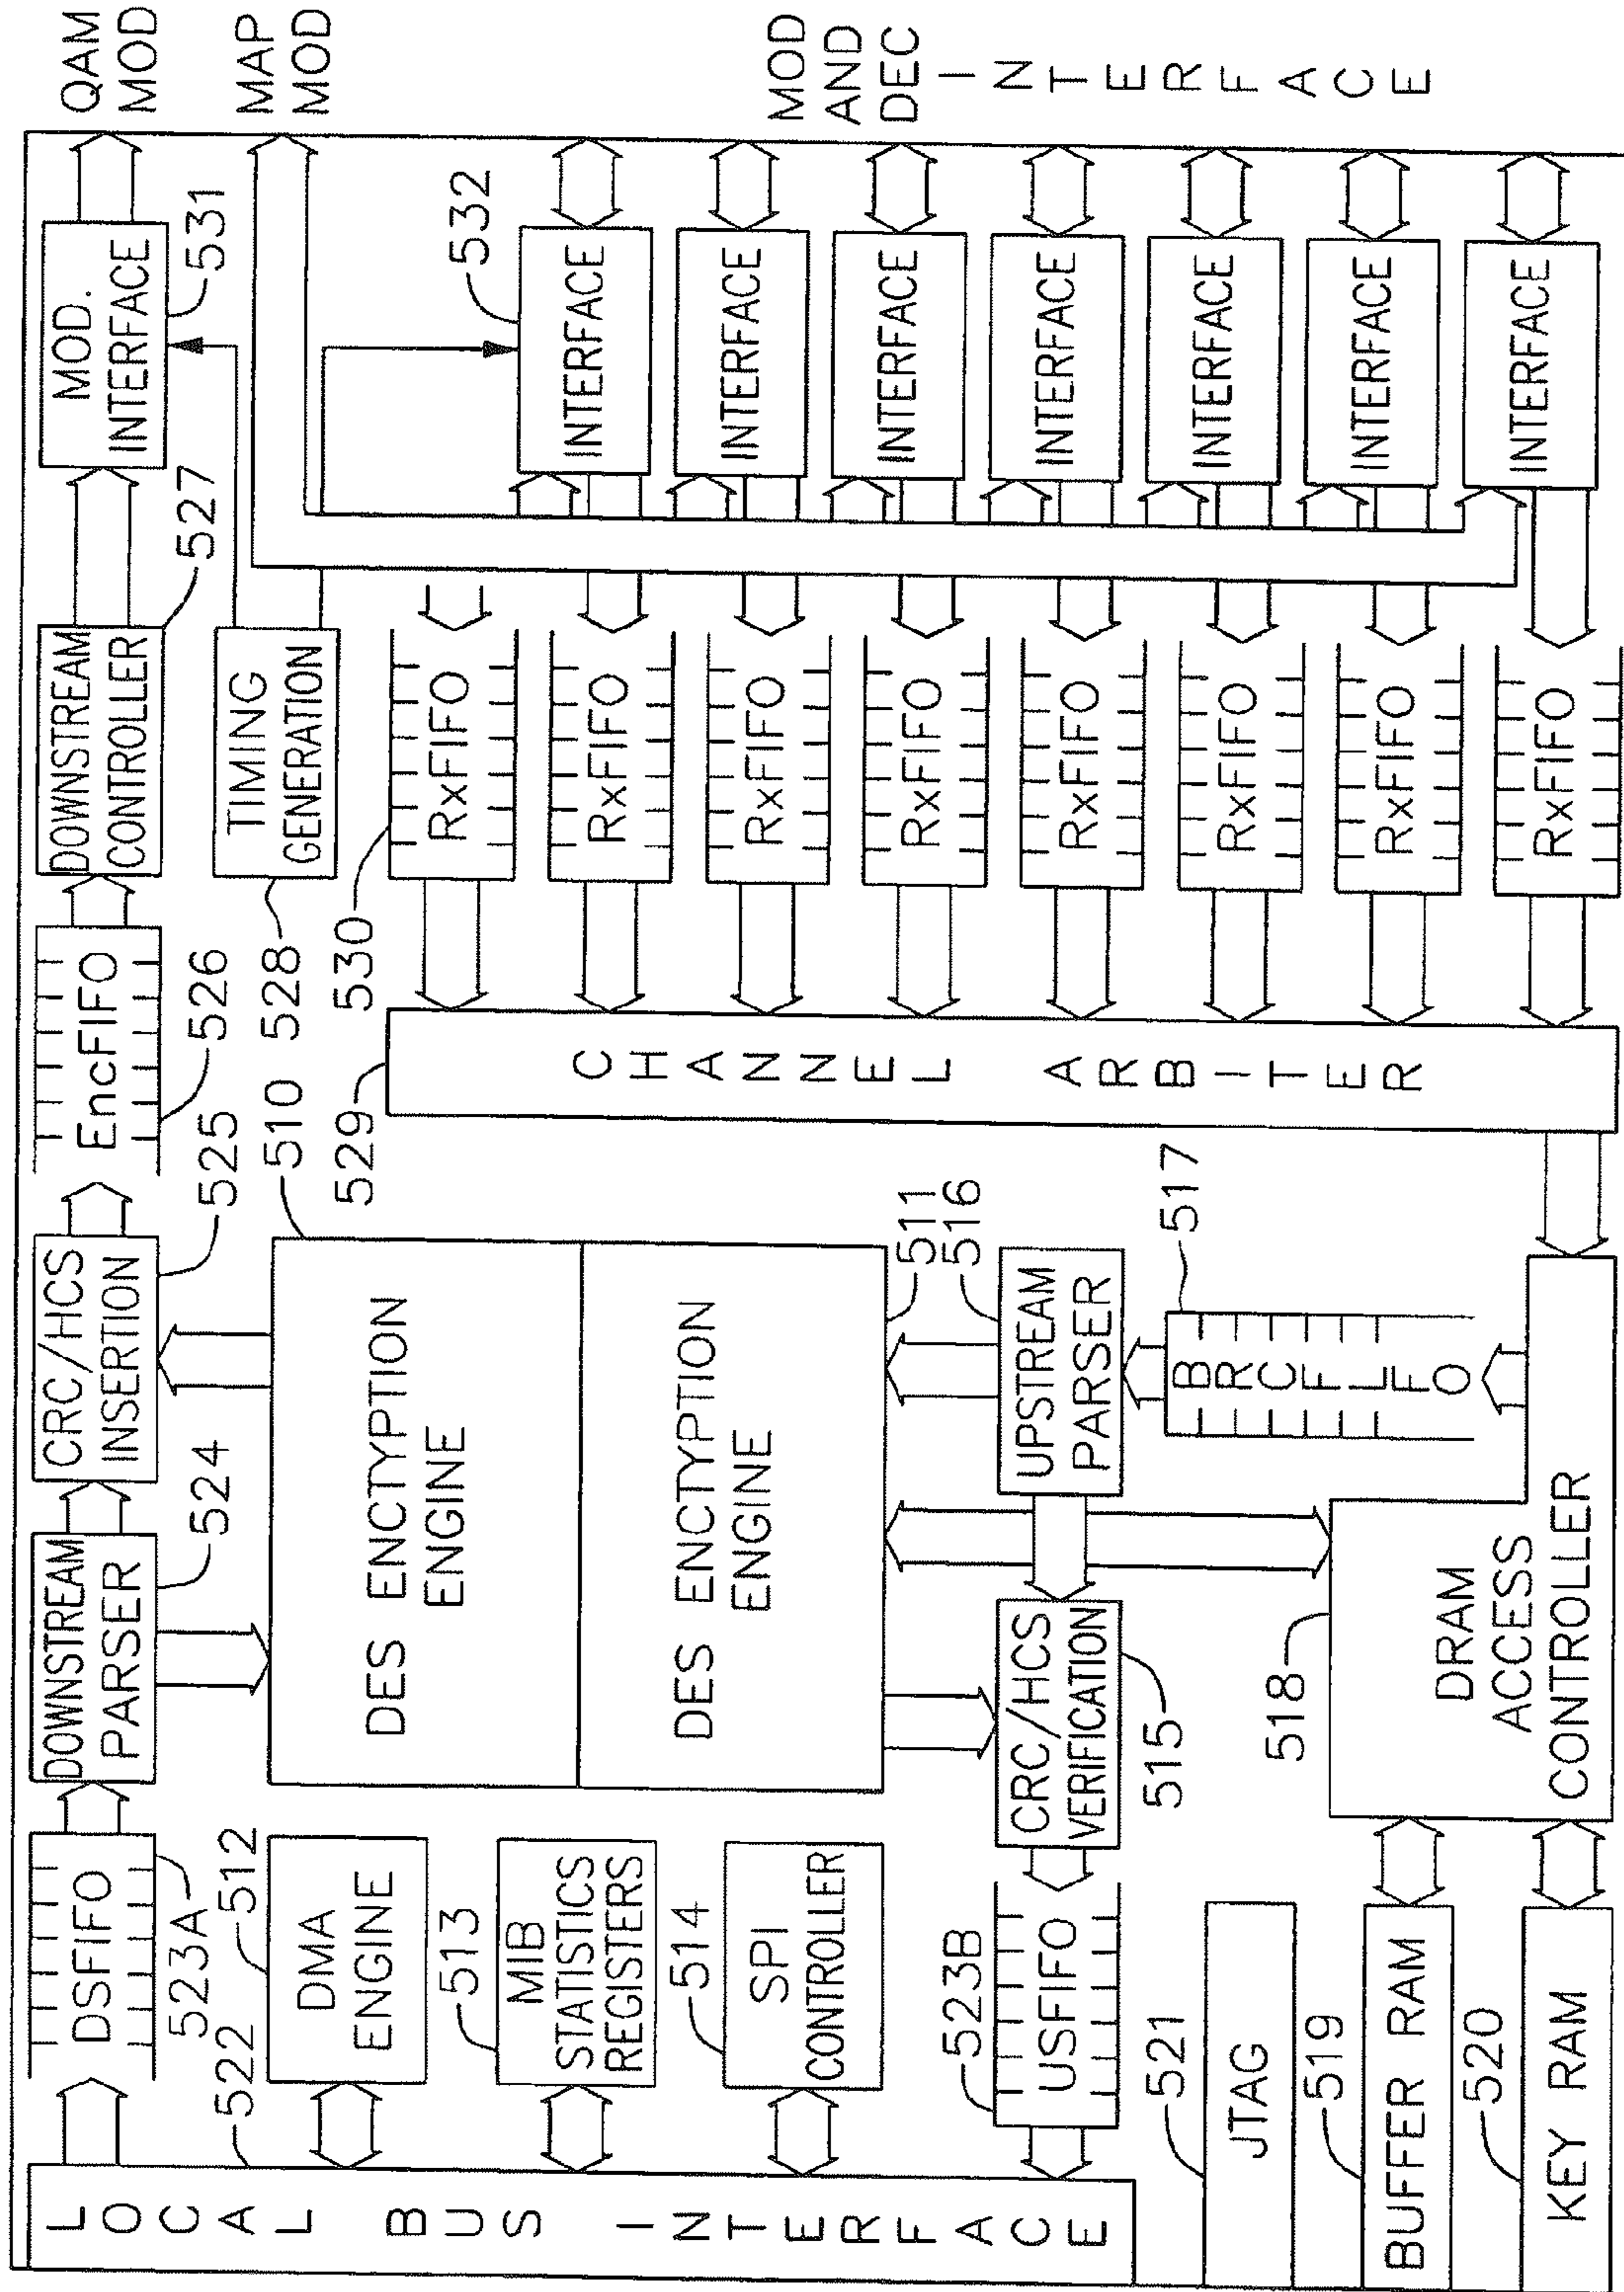 LOCAL BUS INTERFACE
522
DSFIFO
523A
DOWNSTREAM
PARSER
524
CRC/HCS
INSERTION
525
EncFIFO
526
DOWNSTREAM
CONTROLLER
527
MOD.
INTERFACE
531
QAM
MOD
MAP
MOD
DMA
ENGINE
512
MIB
STATISTICS
REGISTERS
513
SPI
CONTROLLER
514
DES ENCTYPTION
ENGINE
510
DES ENCTYPTION
ENGINE
511
TIMING
GENERATION
528
529
CHANNEL ARBITER
530
RxFIFO
RxFIFO
RxFIFO
RxFIFO
RxFIFO
RxFIFO
RxFIFO
RxFIFO
532
INTERFACE
INTERFACE
INTERFACE
INTERFACE
INTERFACE
INTERFACE
INTERFACE
MOD
AND
DEC
INTERFACE
523B
USFIFO
CRC/HCS
VERIFICATION
515
UPSTREAM
PARSER
516
BRCFIFO
517
518
DRAM
ACCESS
CONTROLLER
521
JTAG
519
BUFFER RAM
520
KEY RAM